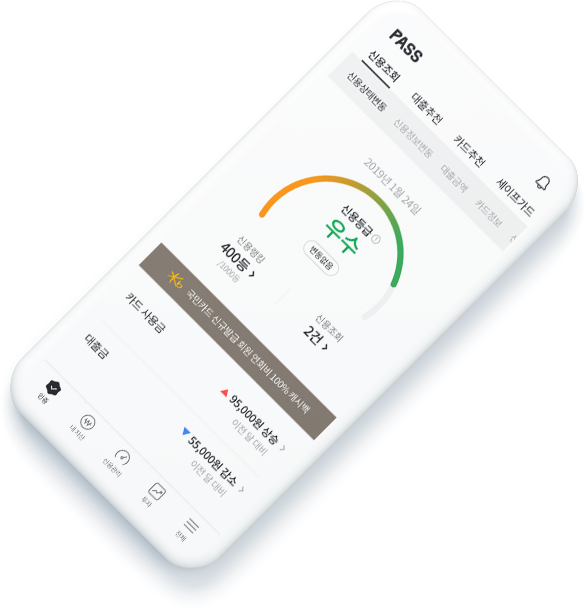 PASS
신용조회 대출추천 카드추천 세이프가드
신용상태변동 신용정보변동 대출금액 카드정보
2019년 1월 24일
신용등급
우수
변동없음
신용랭킹
400등
/1000등
신용조회
2건
국민카드 신규발급 회원 연회비 100% 캐시백
카드 사용금
95,000원 상승
이전 달 대비
대출금
55,000원 감소
이전 달 대비
인증 내 자산 신용관리 투자 전체